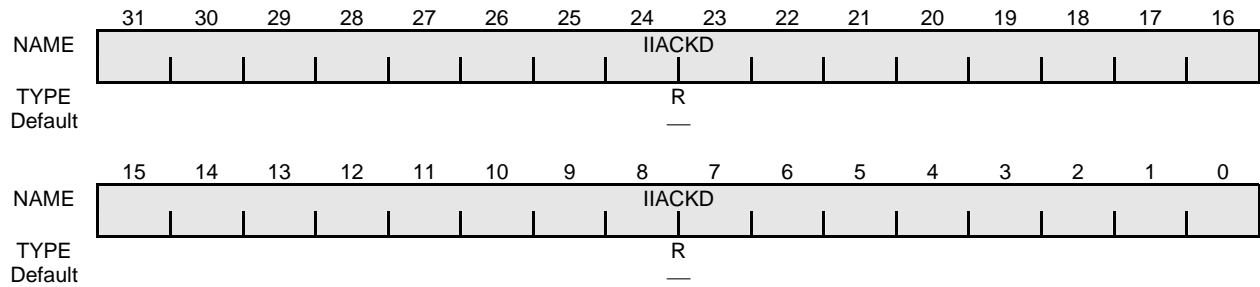 31 30 29 28 27 26 25 24 23 22 21 20 19 18 17 16
NAME IIACKD
TYPE R
Default —
15 14 13 12 11 10 9 8 7 6 5 4 3 2 1 0
NAME IIACKD
TYPE R
Default —